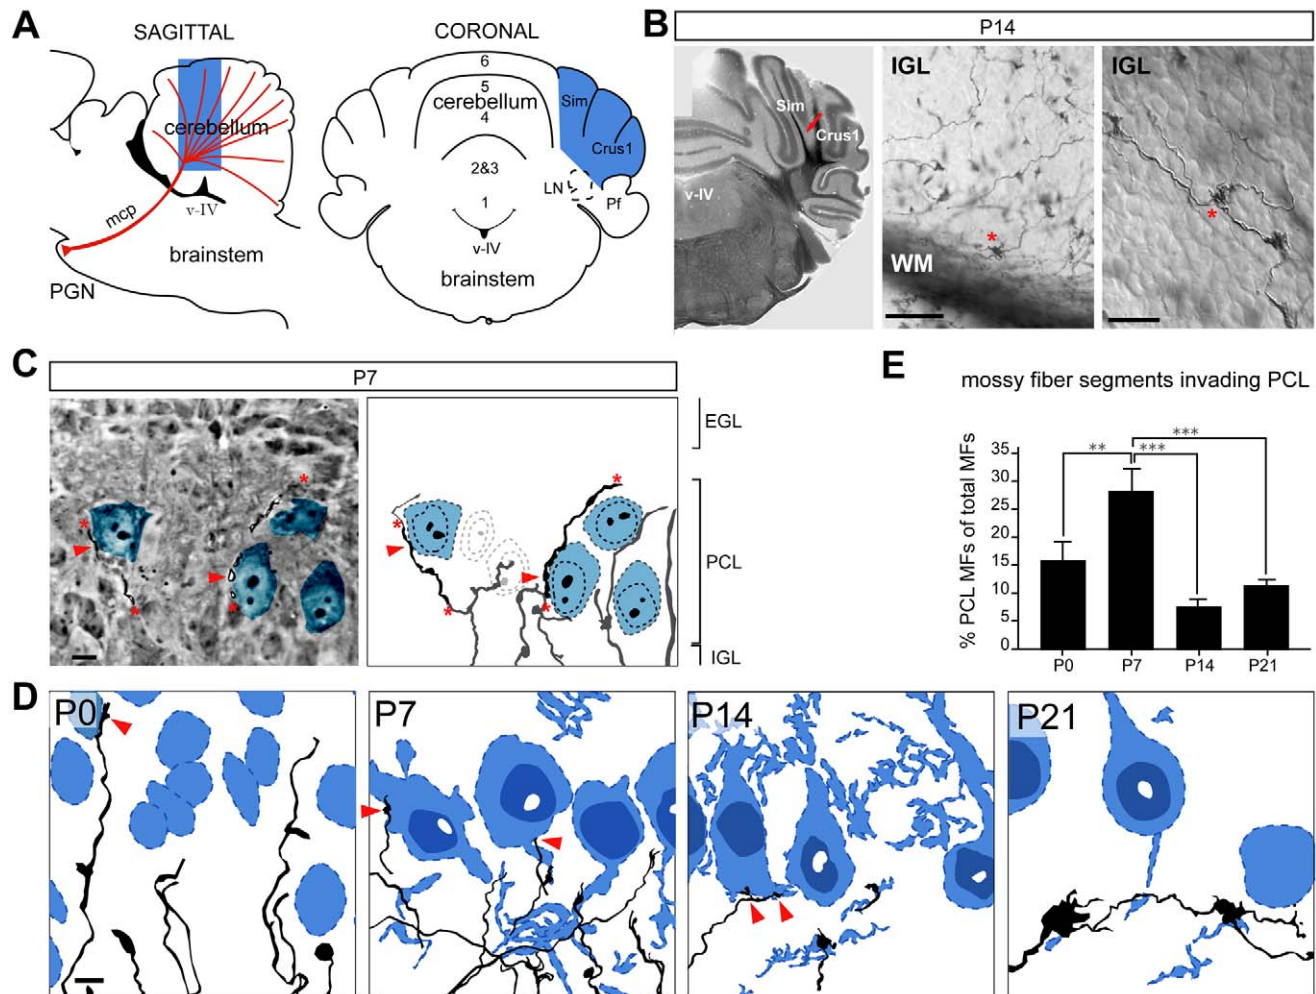 A
SAGITTAL
CORONAL
cerebellum
mcp
v-IV
brainstem
PGN
6
5
cerebellum
4
2&3
1
v-IV
brainstem
Sim
Crus1
LN
Pf
B
P14
Sim
Crus1
v-IV
IGL
*
WM
IGL
*
C
P7
*
*
*
*
*
*
*
*
EGL
PCL
IGL
E
mossy fiber segments invading PCL
% PCL MFs of total MFs
35
30
25
20
15
10
5
0
**
***
***
P0
P7
P14
P21
D
P0
P7
P14
P21